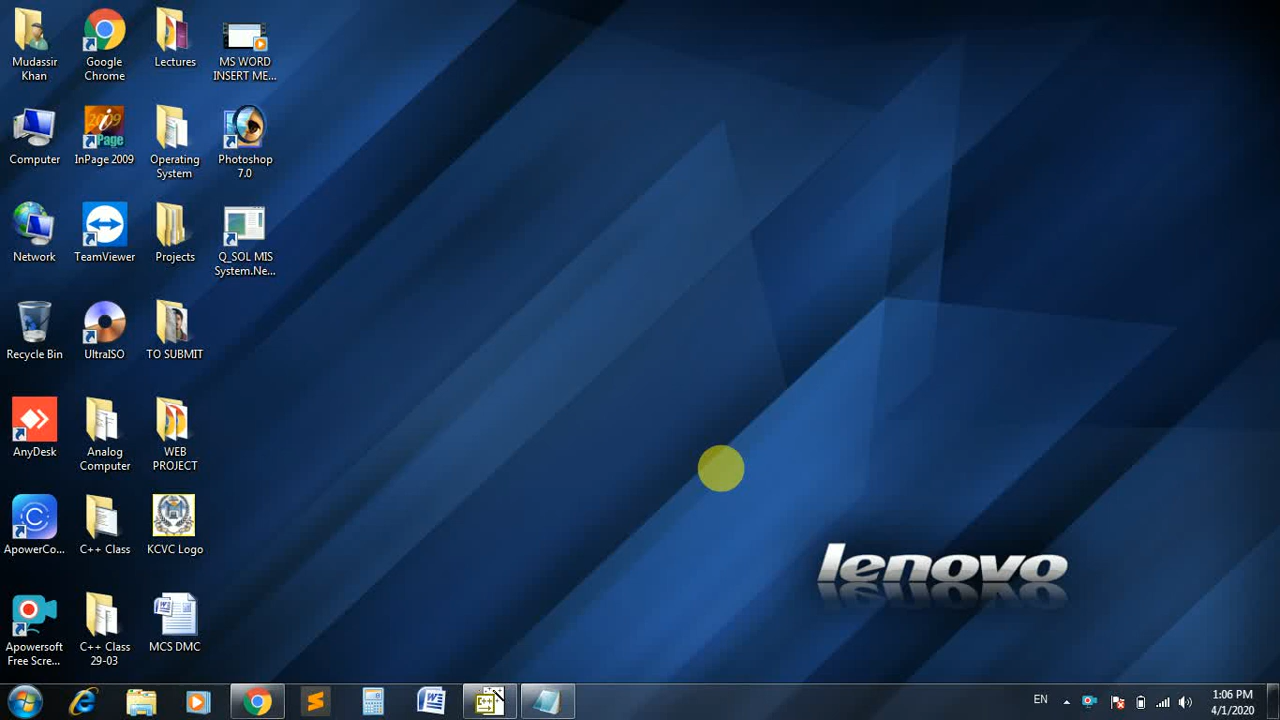 Mudassir
Khan
Google
Chrome
Lectures
MS WORD
INSERT ME...
Computer
2009
i
Page
InPage 2009
Operating
System
Photoshop
7.0
Network
TeamViewer
Projects
Q_SOL MIS
System.Ne...
Recycle Bin
UltraISO
TO SUBMIT
AnyDesk
Analog
Computer
WEB
PROJECT
ApowerCo...
C++ Class
KCVC Logo
Apowersoft
Free Scre...
C++ Class
29-03
MCS DMC
lenovo
EN
1:06 PM
4/1/2020